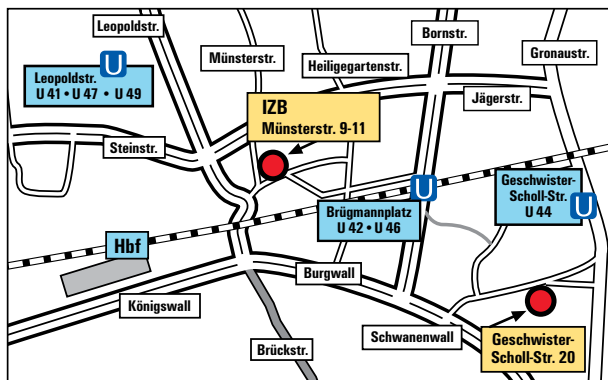 Leopoldstr.
Bornstr.
Münsterstr.
Heiligegartenstr.
Gronaustr.
U
Leopoldstr.
U 41 • U 47 • U 49
Jägerstr.
IZB
Münsterstr. 9-11
Steinstr.
U
Geschwister-
Scholl-Str.
U 44
U
Brügmannplatz
U 42 • U 46
Hbf
Burgwall
Königswall
Schwanenwall
Brückstr.
Geschwister-
Scholl-Str. 20